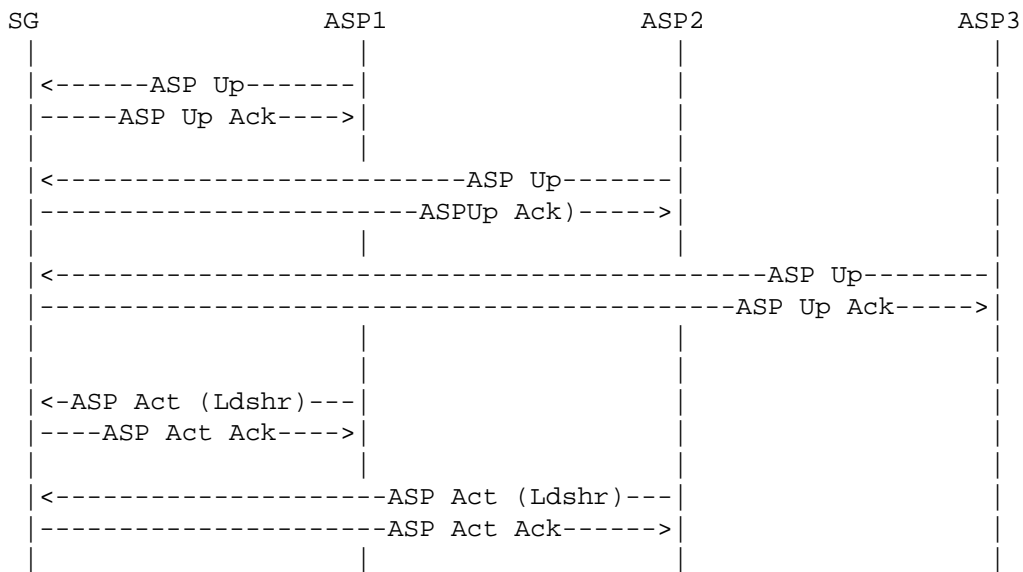 SG                   ASP1                 ASP2                 ASP3
 |                     |                    |                    |
 |<------ASP Up-------|                    |                    |
 |-----ASP Up Ack---->|                    |                    |
 |                     |                    |                    |
 |<--------------------------ASP Up-------|                    |
 |------------------------ASPUp Ack)----->|                    |
 |                     |                    |                    |
 |<---------------------------------------------ASP Up--------|
 |--------------------------------------------ASP Up Ack----->|
 |                     |                    |                    |
 |                     |                    |                    |
 |<-ASP Act (Ldshr)---|                    |                    |
 |----ASP Act Ack---->|                    |                    |
 |                     |                    |                    |
 |<---------------------ASP Act (Ldshr)---|                    |
 |----------------------ASP Act Ack------>|                    |
 |                     |                    |                    |